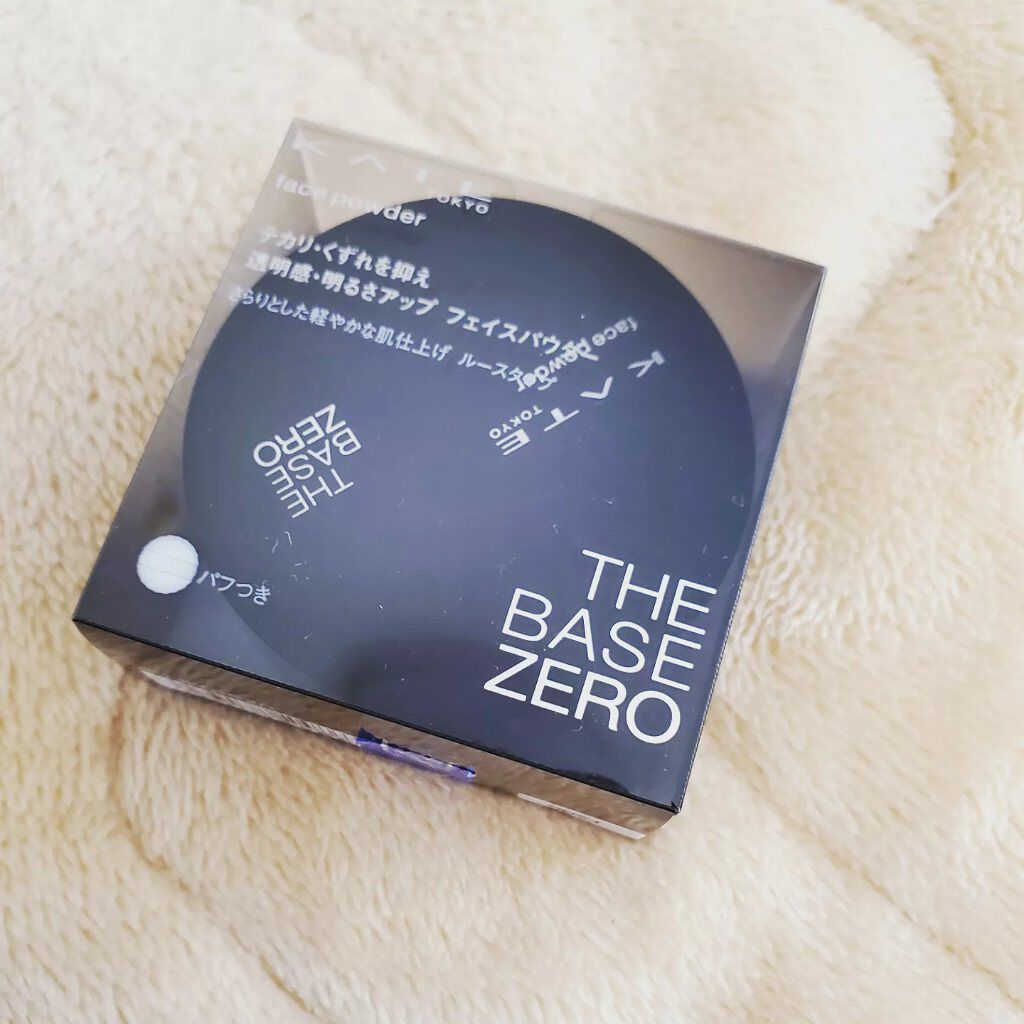 KATE
TOKYO
face powder
テカリ・くずれを抑え
透明感・明るさアップ フェイスパウダー
さらりとした軽やかな肌仕上げ ルースタイプ
face powder
KATE
TOKYO
THE
BASE
ZERO
パフつき
THE
BASE
ZERO